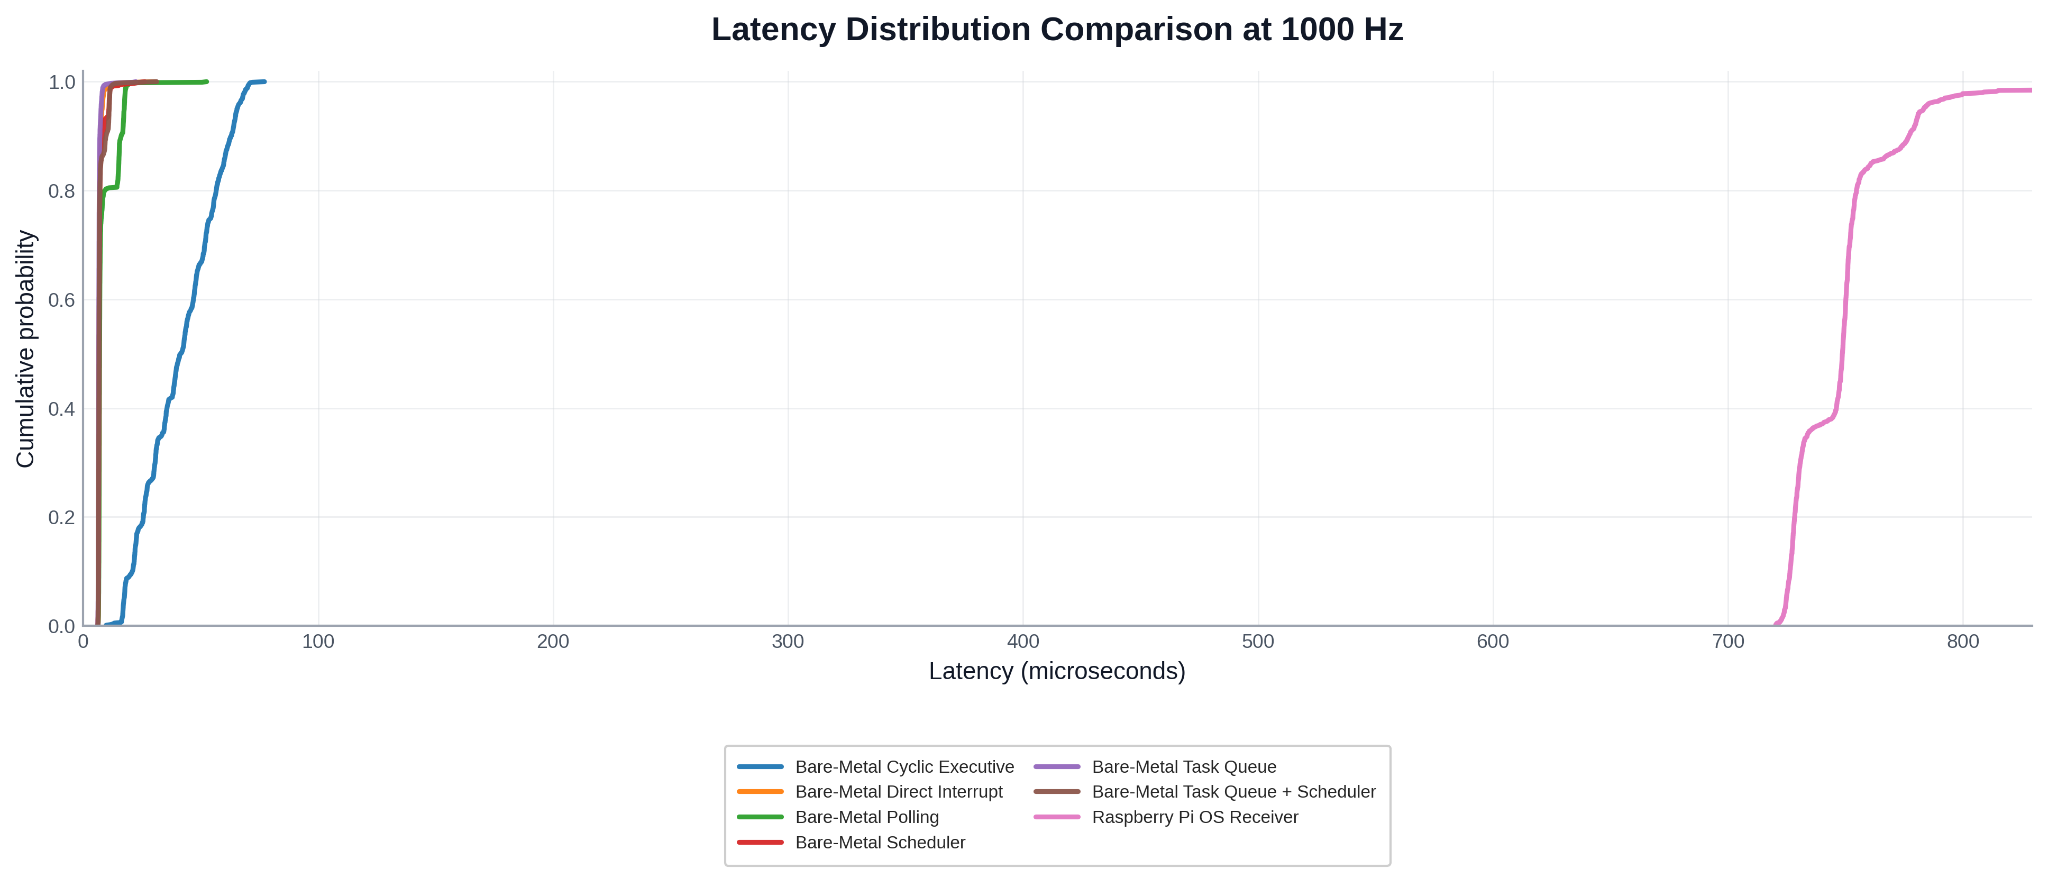 Latency Distribution Comparison at 1000 Hz
1.0
0.8
0.6
0.4
0.2
0.0
Cumulative probability
0 100 200 300 400 500 600 700 800
Latency (microseconds)
Bare-Metal Cyclic Executive
Bare-Metal Direct Interrupt
Bare-Metal Polling
Bare-Metal Scheduler
Bare-Metal Task Queue
Bare-Metal Task Queue + Scheduler
Raspberry Pi OS Receiver